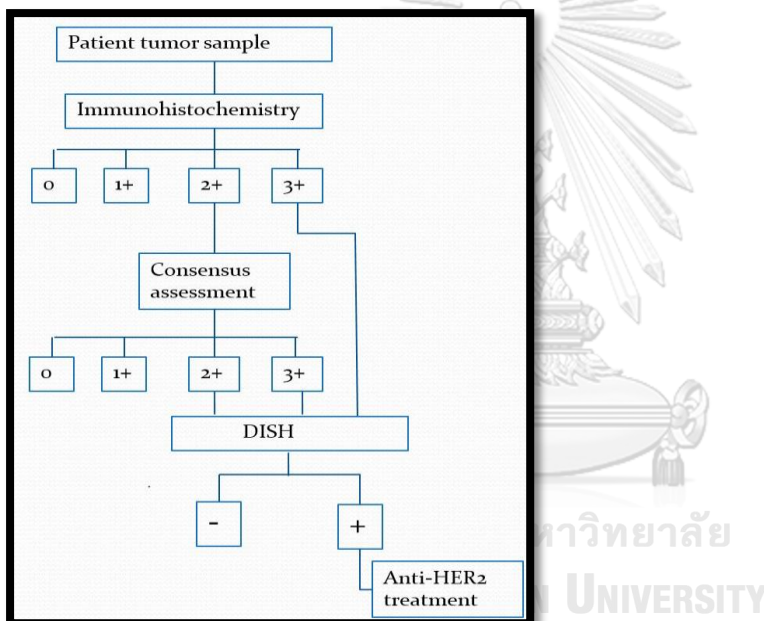 Patient tumor sample
Immunohistochemistry
0
1+
2+
3+
Consensus
assessment
0
1+
2+
3+
DISH
-
+
Anti-HER2
treatment
หาวิทยาลัย
UNIVERSITY